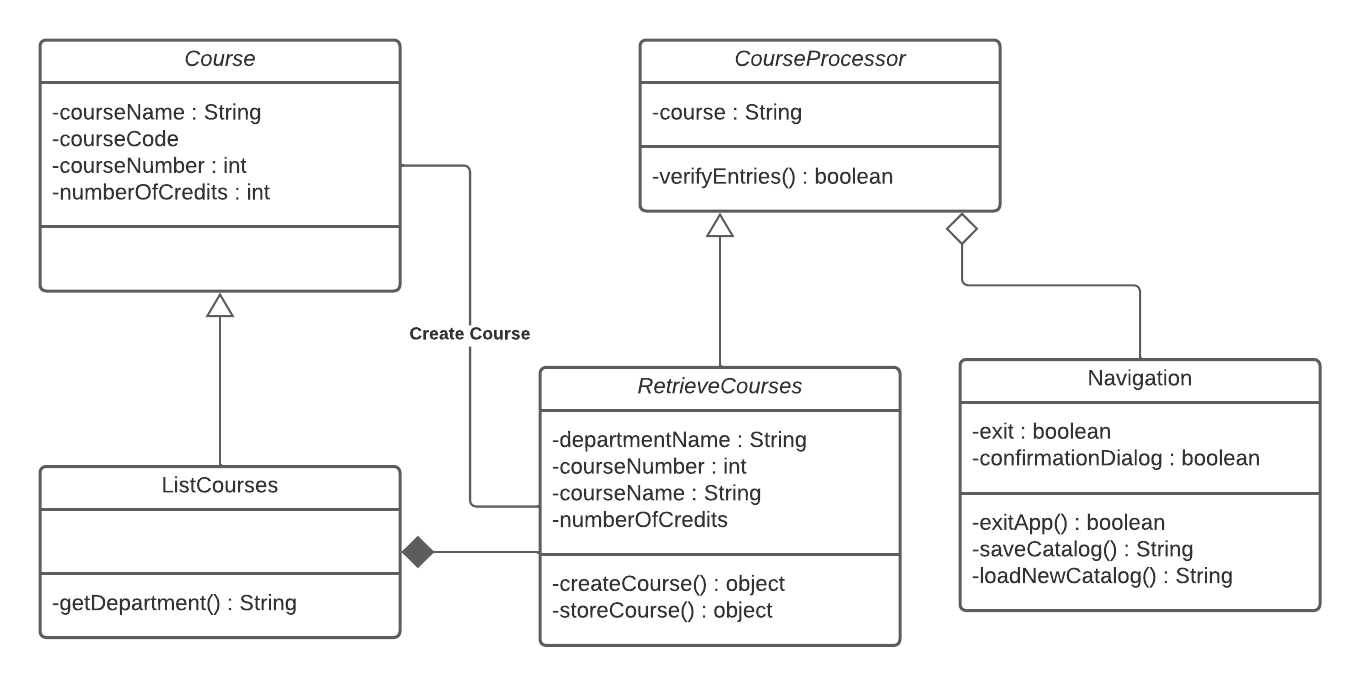 Course
-courseName : String
-courseCode
-courseNumber : int
-numberOfCredits : int
CourseProcessor
-course : String
-verifyEntries() : boolean
Create Course
ListCourses
-getDepartment() : String
RetrieveCourses
-departmentName : String
-courseNumber : int
-courseName : String
-numberOfCredits
-createCourse() : object
-storeCourse() : object
Navigation
-exit : boolean
-confirmationDialog : boolean
-exitApp() : boolean
-saveCatalog() : String
-loadNewCatalog() : String